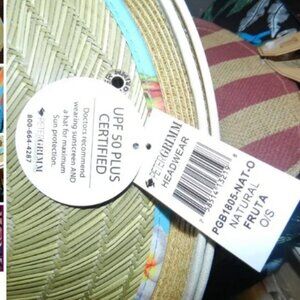 UPF 50 PLUS
CERTIFIED
Doctors recommend
wearing sunscreen AND
a hat for maximum
Sun protection.
PETER GRIMM
800-664-4287
PETER GRIMM
HEADWEAR
PGB1805-NAT-O
NATURAL
FRUTA
O/S